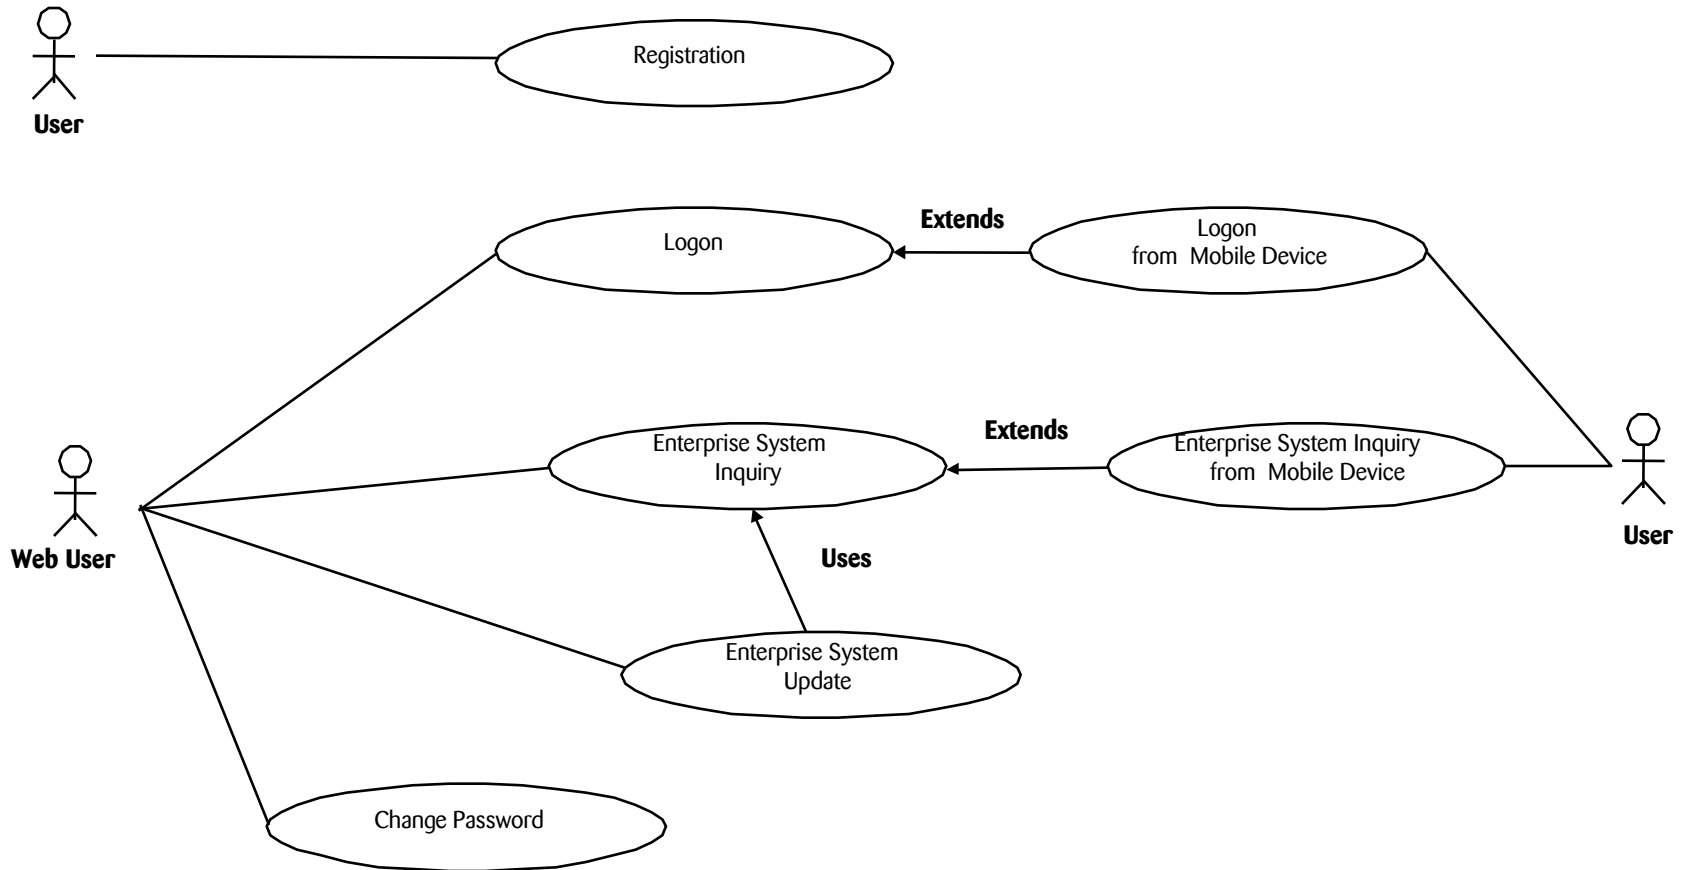 Registration
User
Extends
Logon
Logon
from Mobile Device
Extends
Enterprise System
Inquiry
Enterprise System Inquiry
from Mobile Device
User
Web User
Uses
Enterprise System
Update
Change Password